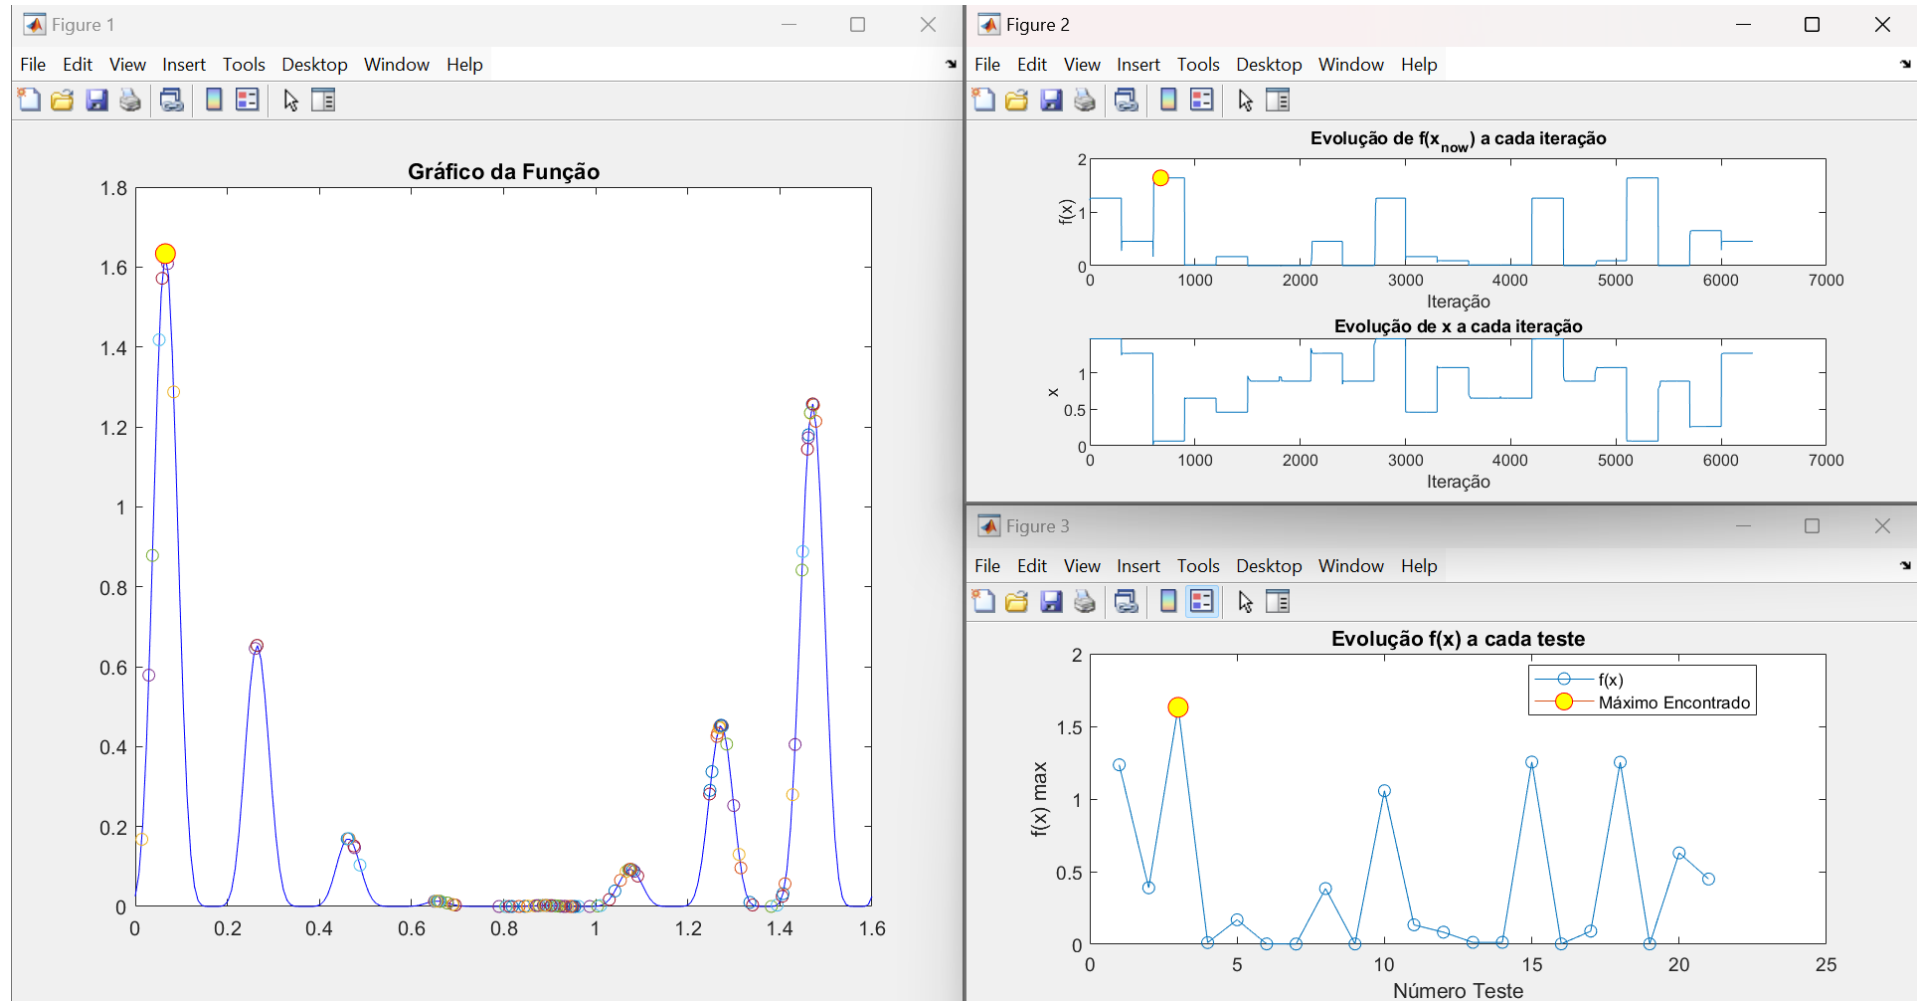 Figure 1
File Edit View Insert Tools Desktop Window Help
Gráfico da Função
1.8
1.6
1.4
1.2
1
0.8
0.6
0.4
0.2
0
0 0.2 0.4 0.6 0.8 1 1.2 1.4 1.6
Figure 2
File Edit View Insert Tools Desktop Window Help
Evolução de f(xnow) a cada iteração
f(x)
2
1
0
0 1000 2000 3000 4000 5000 6000 7000
Iteração
Evolução de x a cada iteração
x
1
0.5
0
0 1000 2000 3000 4000 5000 6000 7000
Iteração
Figure 3
File Edit View Insert Tools Desktop Window Help
Evolução f(x) a cada teste
f(x) max
2
1.5
1
0.5
0
f(x)
Máximo Encontrado
0 5 10 15 20 25
Número Teste